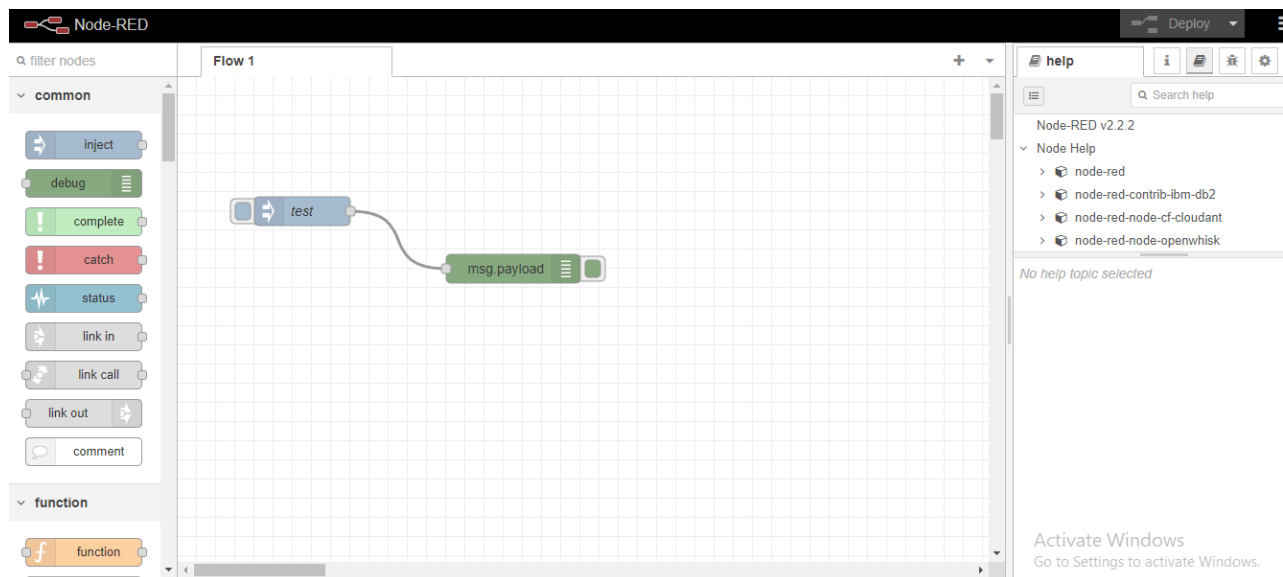 Node-RED
Deploy
filter nodes
common
inject
debug
complete
catch
status
link in
link call
link out
comment
function
function
Flow 1
test
msg.payload
help
Search help
Node-RED v2.2.2
Node Help
node-red
node-red-contrib-ibm-db2
node-red-node-cf-cloudant
node-red-node-openwhisk
No help topic selected
Activate Windows
Go to Settings to activate Windows.